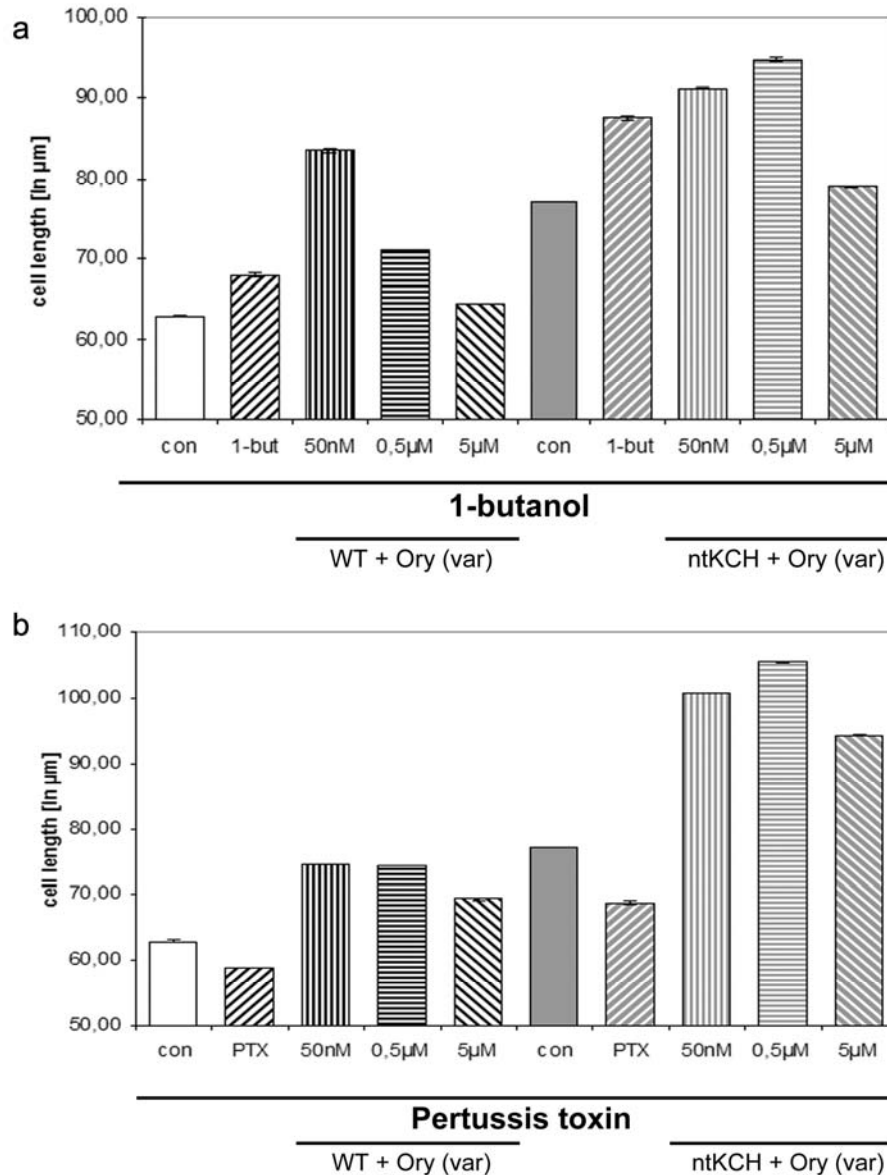 a
100,00
90,00
80,00
70,00
60,00
50,00
cell length [In µm]
con 1-but 50nM 0,5µM 5µM con 1-but 50nM 0,5µM 5µM
1-butanol
WT + Ory (var) ntKCH + Ory (var)
b
110,00
100,00
90,00
80,00
70,00
60,00
50,00
cell length [In µm]
con PTX 50nM 0,5µM 5µM con PTX 50nM 0,5µM 5µM
Pertussis toxin
WT + Ory (var) ntKCH + Ory (var)